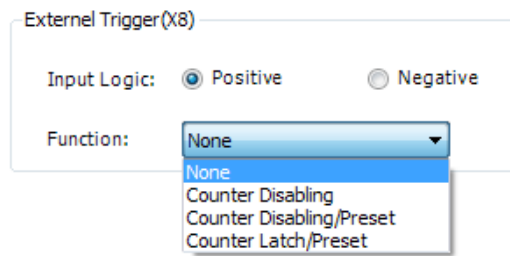 Externel Trigger(X8)
Input Logic: Positive Negative
Function: None
None
Counter Disabling
Counter Disabling/Preset
Counter Latch/Preset